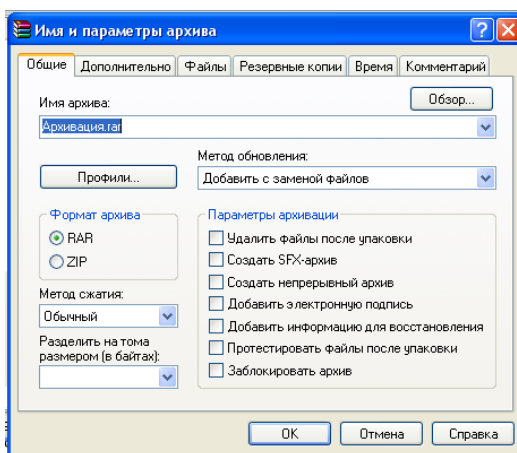 Имя и параметры архива
Общие Дополнительно Файлы Резервные копии Время Комментарий
Имя архива:
Обзор...
Архивация.rar
Метод обновления:
Профили...
Добавить с заменой файлов
Формат архива
RAR
ZIP
Метод сжатия:
Обычный
Разделить на тома
размером (в байтах):
Параметры архивации
Удалить файлы после упаковки
Создать SFX-архив
Создать непрерывный архив
Добавить электронную подпись
Добавить информацию для восстановления
Протестировать файлы после упаковки
Заблокировать архив
OK Отмена Справка